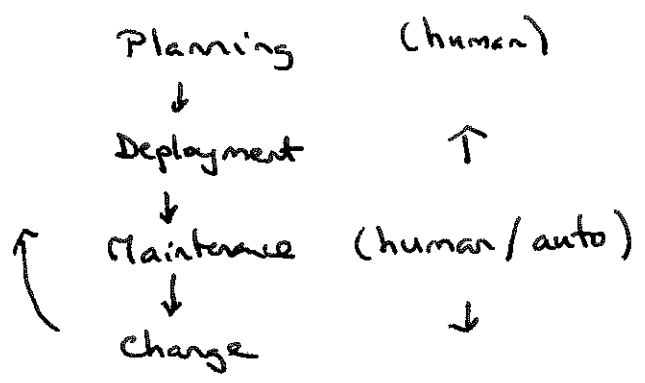 Planning (human)
↓
Deployment ↑
↓
Maintenance (human / auto)
↓ ↓
Change